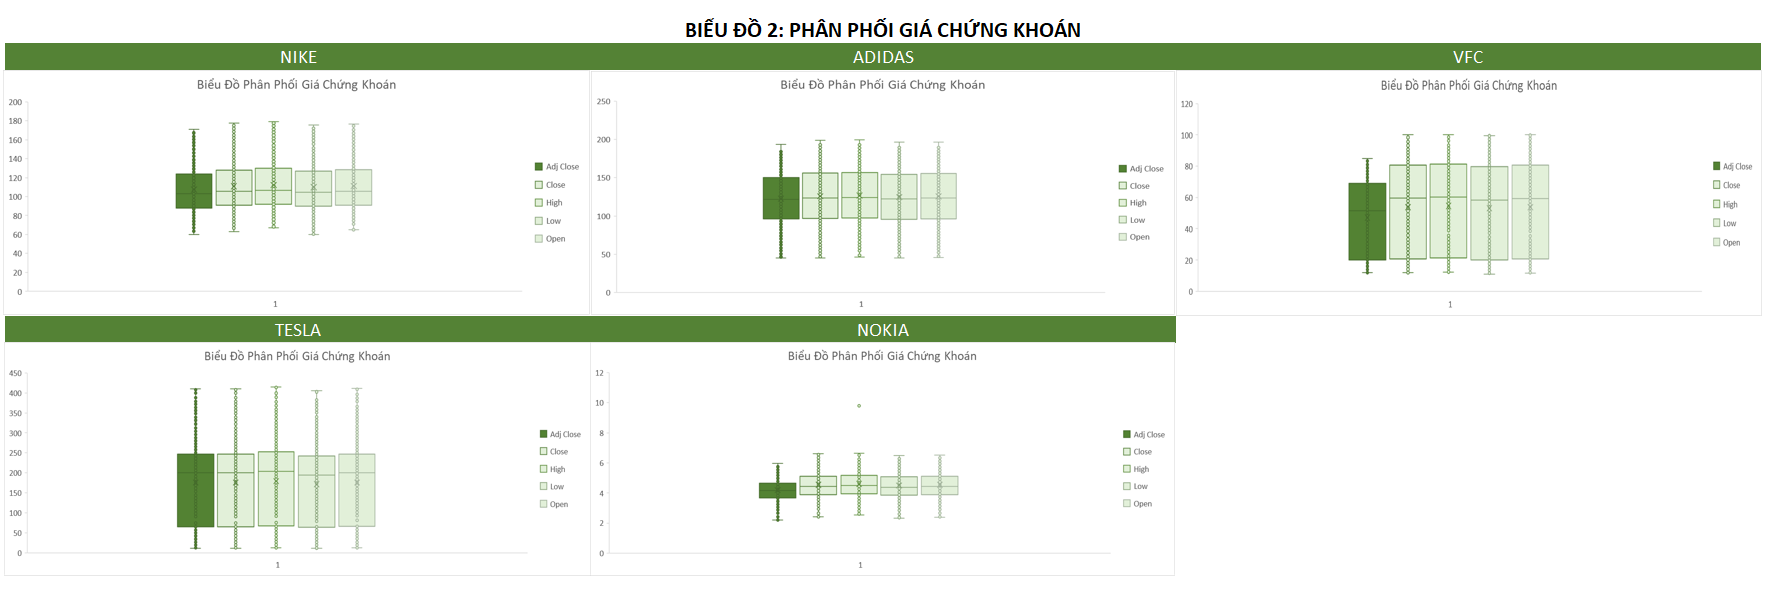 BIỂU ĐỒ 2: PHÂN PHỐI GIÁ CHỨNG KHOÁN
NIKE
ADIDAS
VFC
Biểu Đồ Phân Phối Giá Chứng Khoán
200
180
160
140
120
100
80
60
40
20
0
1
Adj Close
Close
High
Low
Open
Biểu Đồ Phân Phối Giá Chứng Khoán
250
200
150
100
50
0
1
Adj Close
Close
High
Low
Open
Biểu Đồ Phân Phối Giá Chứng Khoán
120
100
80
60
40
20
0
1
Adj Close
Close
High
Low
Open
TESLA
NOKIA
Biểu Đồ Phân Phối Giá Chứng Khoán
450
400
350
300
250
200
150
100
50
0
1
Adj Close
Close
High
Low
Open
Biểu Đồ Phân Phối Giá Chứng Khoán
12
10
8
6
4
2
0
1
Adj Close
Close
High
Low
Open